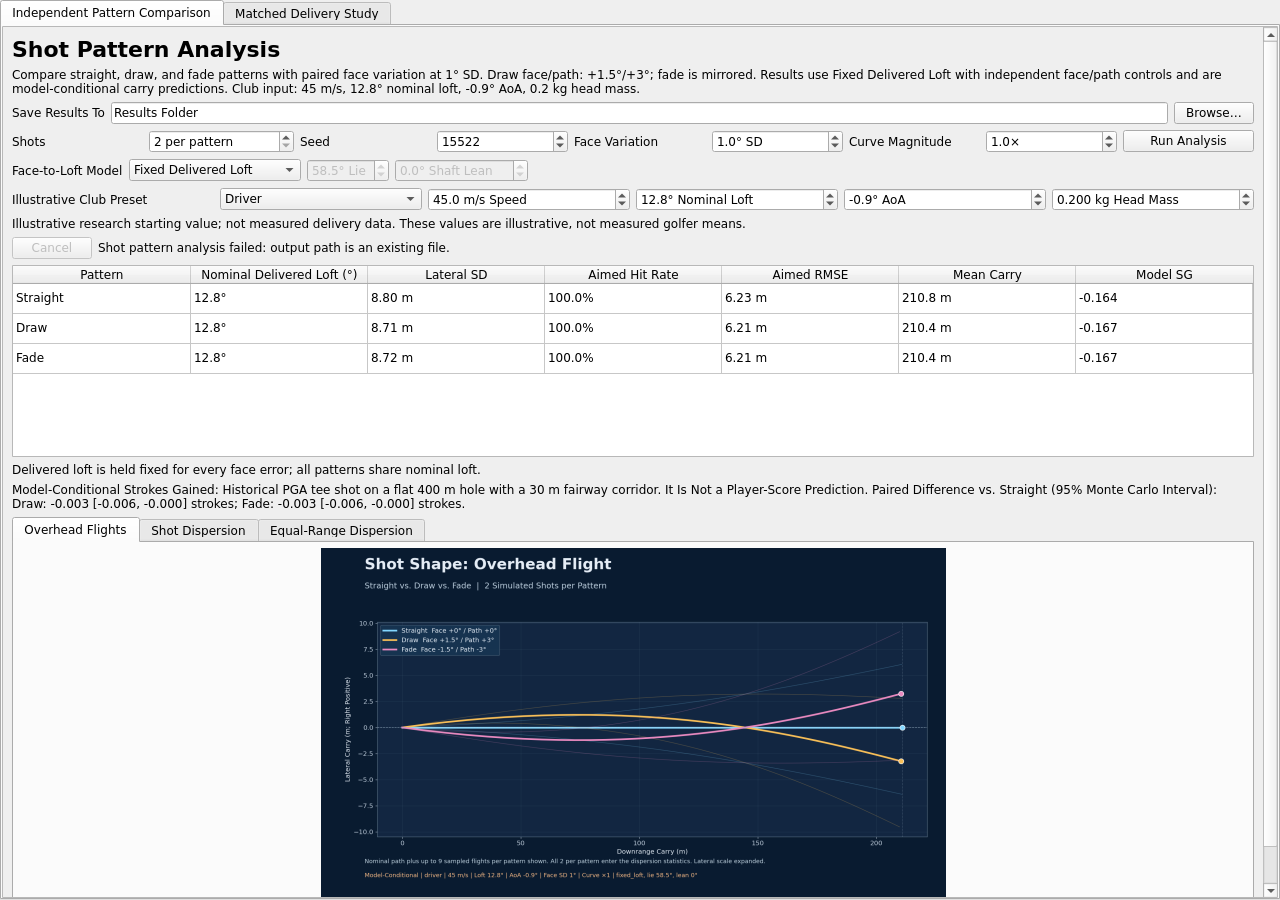 Independent Pattern Comparison
Matched Delivery Study
Shot Pattern Analysis
Compare straight, draw, and fade patterns with paired face variation at 1° SD. Draw face/path: +1.5°/+3°; fade is mirrored. Results use Fixed Delivered Loft with independent face/path controls and are
model-conditional carry predictions. Club input: 45 m/s, 12.8° nominal loft, -0.9° AoA, 0.2 kg head mass.
Save Results To Results Folder Browse...
Shots 2 per pattern Seed 15522 Face Variation 1.0° SD Curve Magnitude 1.0× Run Analysis
Face-to-Loft Model Fixed Delivered Loft 58.5° Lie 0.0° Shaft Lean
Illustrative Club Preset Driver 45.0 m/s Speed 12.8° Nominal Loft -0.9° AoA 0.200 kg Head Mass
Illustrative research starting value; not measured delivery data. These values are illustrative, not measured golfer means.
Cancel Shot pattern analysis failed: output path is an existing file.
Pattern Nominal Delivered Loft (°) Lateral SD Aimed Hit Rate Aimed RMSE Mean Carry Model SG
Straight 12.8° 8.80 m 100.0% 6.23 m 210.8 m -0.164
Draw 12.8° 8.71 m 100.0% 6.21 m 210.4 m -0.167
Fade 12.8° 8.72 m 100.0% 6.21 m 210.4 m -0.167
Delivered loft is held fixed for every face error; all patterns share nominal loft.
Model-Conditional Strokes Gained: Historical PGA tee shot on a flat 400 m hole with a 30 m fairway corridor. It Is Not a Player-Score Prediction. Paired Difference vs. Straight (95% Monte Carlo Interval):
Draw: -0.003 [-0.006, -0.000] strokes; Fade: -0.003 [-0.006, -0.000] strokes.
Overhead Flights Shot Dispersion Equal-Range Dispersion
Shot Shape: Overhead Flight
Straight vs. Draw vs. Fade | 2 Simulated Shots per Pattern
Straight Face +0° / Path +0°
Draw Face +1.5° / Path +3°
Fade Face -1.5° / Path -3°
10.0
7.5
5.0
2.5
0.0
−2.5
−5.0
−7.5
−10.0
Lateral Carry (m; Right Positive)
0 50 100 150 200
Downrange Carry (m)
Nominal path plus up to 9 sampled flights per pattern shown. All 2 per pattern enter the dispersion statistics. Lateral scale expanded.
Model-Conditional | driver | 45 m/s | Loft 12.8° | AoA -0.9° | Face SD 1° | Curve ×1 | fixed_loft, lie 58.5°, lean 0°